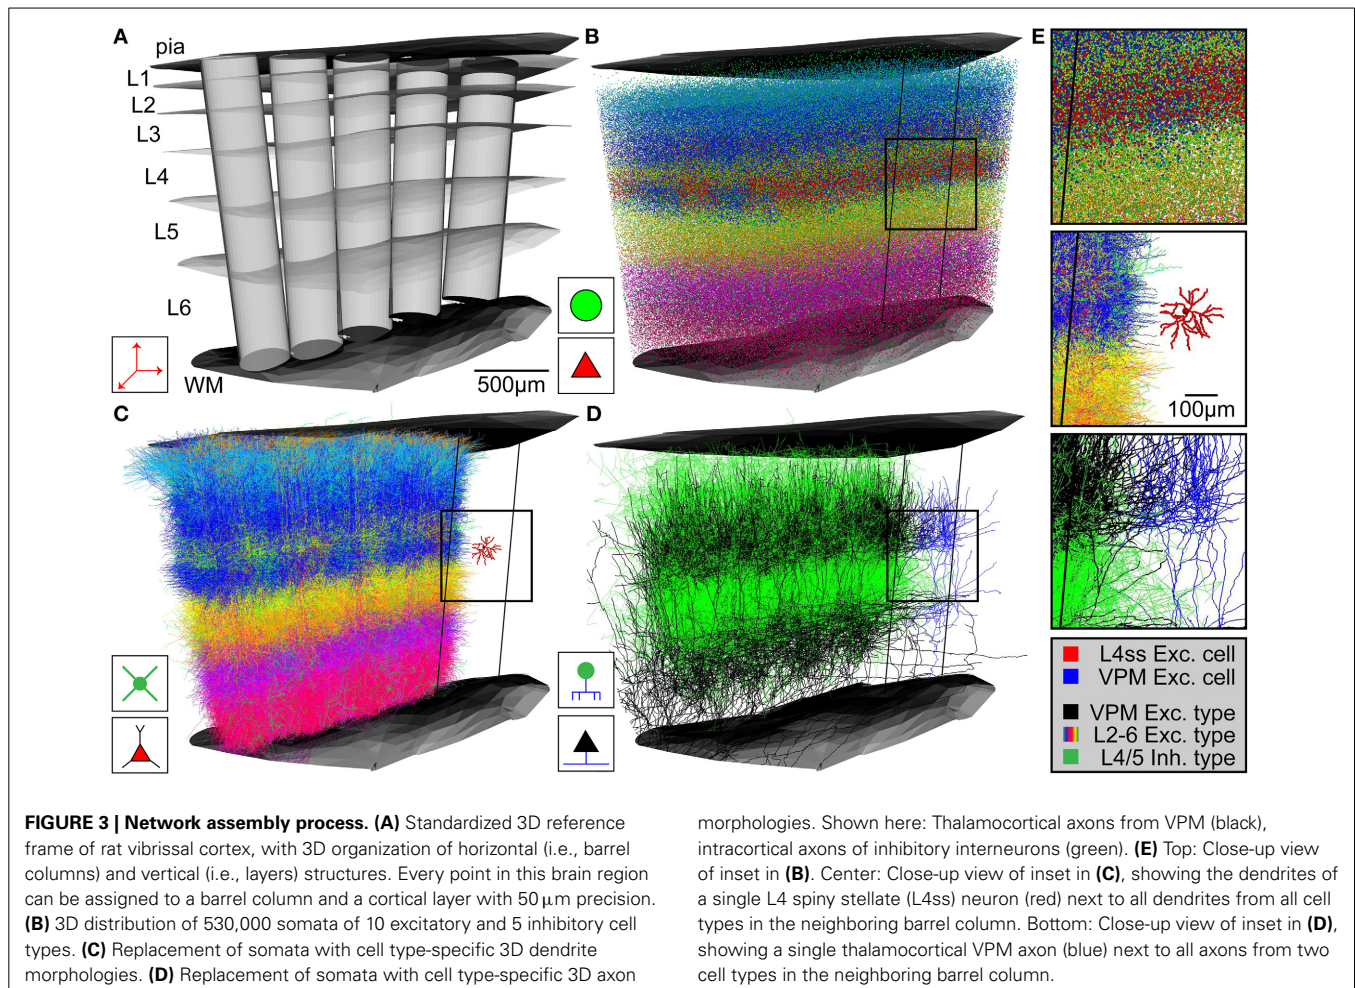 A
pia
L1
L2
L3
L4
L5
L6
WM
500μm
B
E
100μm
C
D
L4ss Exc. cell
VPM Exc. cell
VPM Exc. type
L2-6 Exc. type
L4/5 Inh. type
FIGURE 3 | Network assembly process. (A) Standardized 3D reference
frame of rat vibrissal cortex, with 3D organization of horizontal (i.e., barrel
columns) and vertical (i.e., layers) structures. Every point in this brain region
can be assigned to a barrel column and a cortical layer with 50 μm precision.
(B) 3D distribution of 530,000 somata of 10 excitatory and 5 inhibitory cell
types. (C) Replacement of somata with cell type-specific 3D dendrite
morphologies. (D) Replacement of somata with cell type-specific 3D axon
morphologies. Shown here: Thalamocortical axons from VPM (black),
intracortical axons of inhibitory interneurons (green). (E) Top: Close-up view
of inset in (B). Center: Close-up view of inset in (C), showing the dendrites of
a single L4 spiny stellate (L4ss) neuron (red) next to all dendrites from all cell
types in the neighboring barrel column. Bottom: Close-up view of inset in (D),
showing a single thalamocortical VPM axon (blue) next to all axons from two
cell types in the neighboring barrel column.